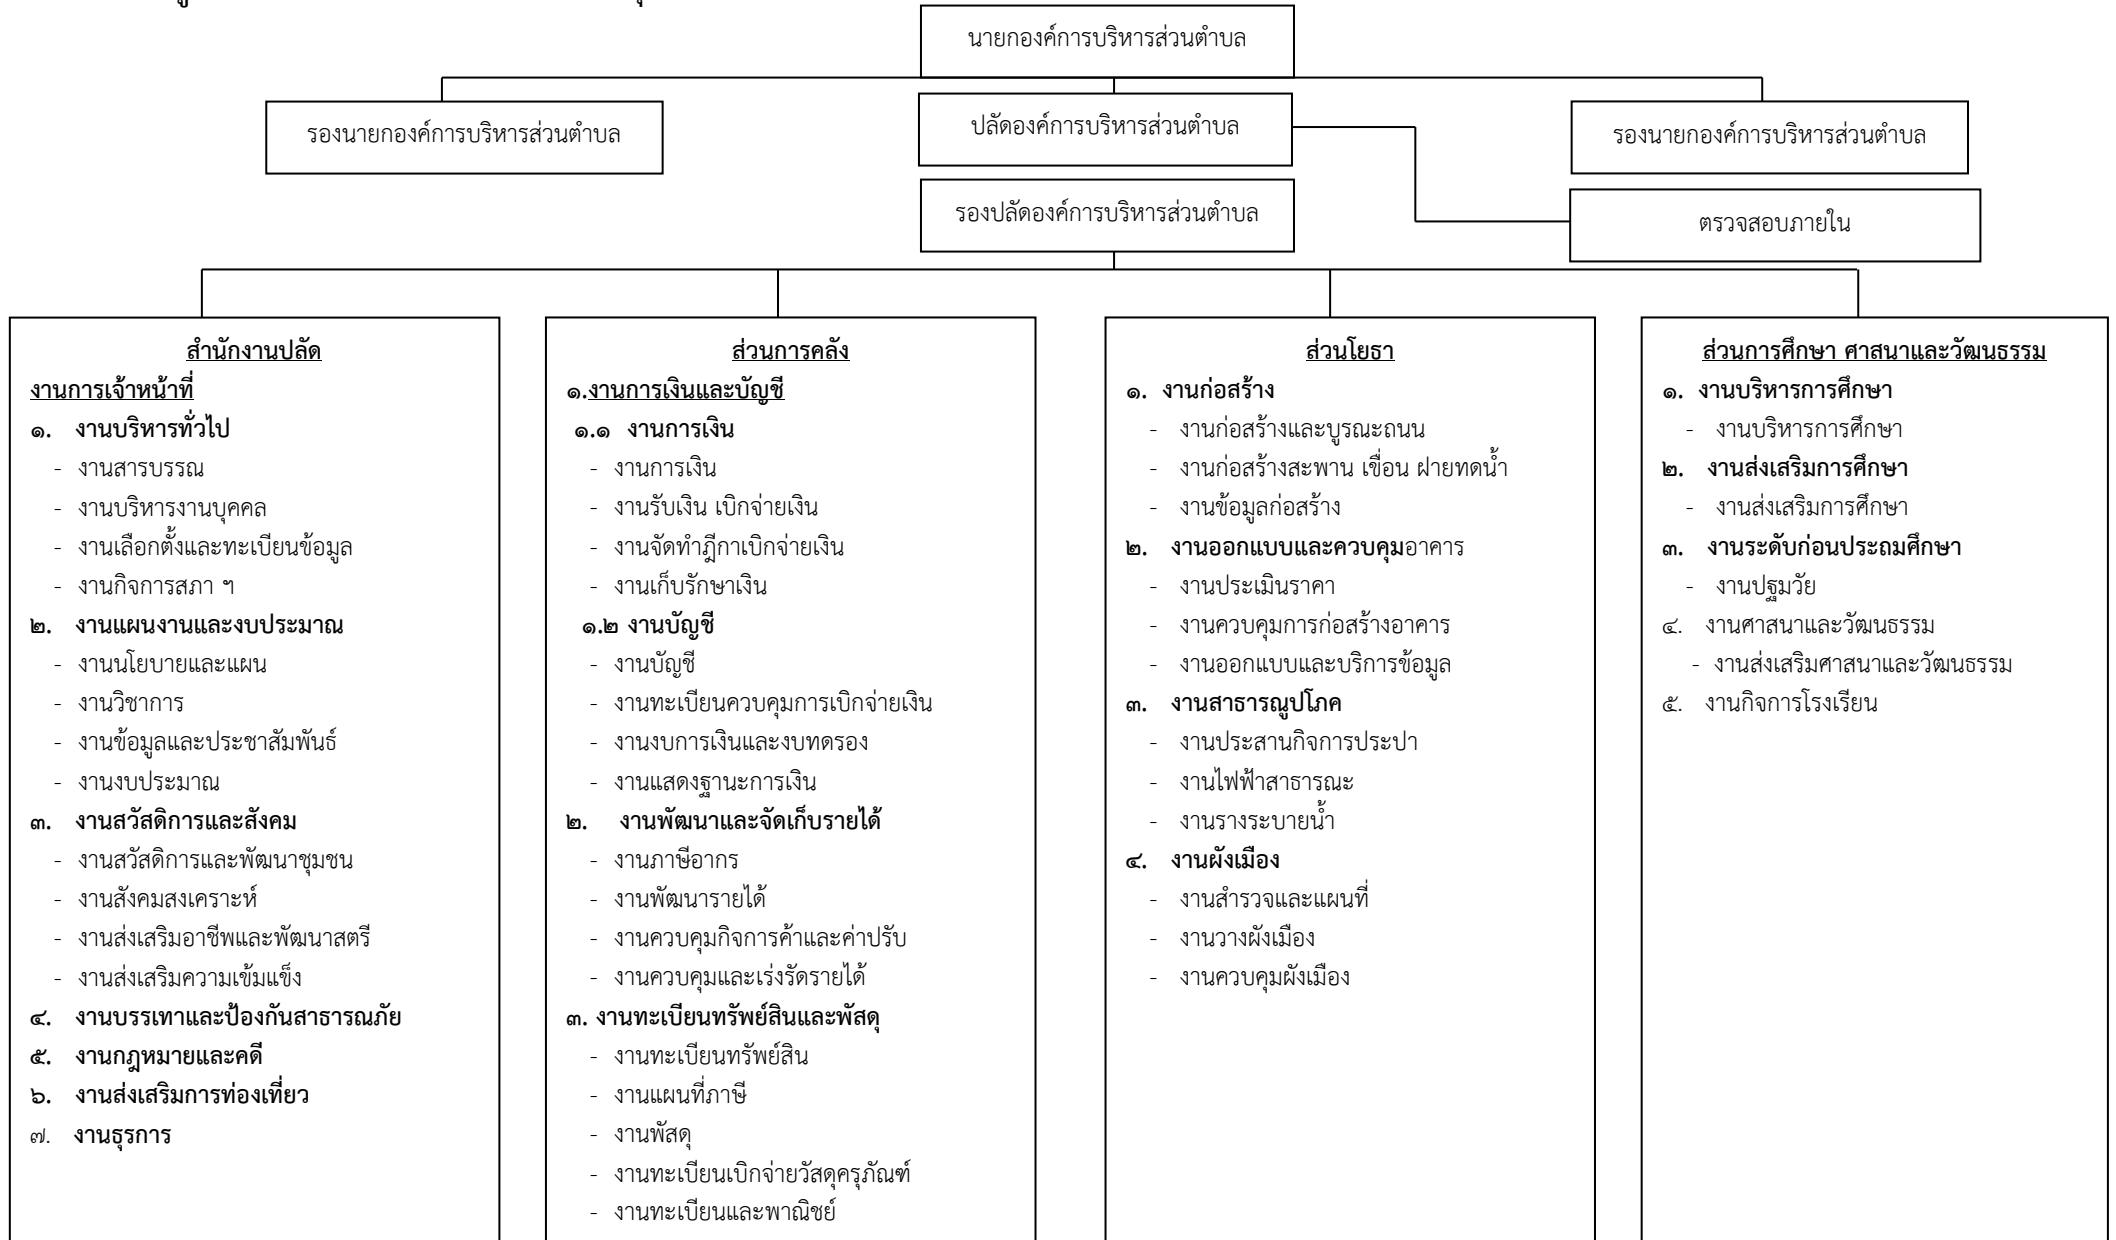 นายกองค์การบริหารส่วนตำบล
รองนายกองค์การบริหารส่วนตำบล
ปลัดองค์การบริหารส่วนตำบล
รองนายกองค์การบริหารส่วนตำบล
รองปลัดองค์การบริหารส่วนตำบล
ตรวจสอบภายใน
สำนักงานปลัด
งานการเจ้าหน้าที่
๑. งานบริหารทั่วไป
- งานสารบรรณ
- งานบริหารงานบุคคล
- งานเลือกตั้งและทะเบียนข้อมูล
- งานกิจการสภา ฯ
๒. งานแผนงานและงบประมาณ
- งานนโยบายและแผน
- งานวิชาการ
- งานข้อมูลและประชาสัมพันธ์
- งานงบประมาณ
๓. งานสวัสดิการและสังคม
- งานสวัสดิการและพัฒนาชุมชน
- งานสังคมสงเคราะห์
- งานส่งเสริมอาชีพและพัฒนาสตรี
- งานส่งเสริมความเข้มแข็ง
๔. งานบรรเทาและป้องกันสาธารณภัย
๕. งานกฎหมายและคดี
๖. งานส่งเสริมการท่องเที่ยว
๗. งานธุรการ
ส่วนการคลัง
๑.งานการเงินและบัญชี
๑.๑ งานการเงิน
- งานการเงิน
- งานรับเงิน เบิกจ่ายเงิน
- งานจัดทำฎีกาเบิกจ่ายเงิน
- งานเก็บรักษาเงิน
๑.๒ งานบัญชี
- งานบัญชี
- งานทะเบียนควบคุมการเบิกจ่ายเงิน
- งานงบการเงินและงบทดรอง
- งานแสดงฐานะการเงิน
๒. งานพัฒนาและจัดเก็บรายได้
- งานภาษีอากร
- งานพัฒนารายได้
- งานควบคุมกิจการค้าและค่าปรับ
- งานควบคุมและเร่งรัดรายได้
๓. งานทะเบียนทรัพย์สินและพัสดุ
- งานทะเบียนทรัพย์สิน
- งานแผนที่ภาษี
- งานพัสดุ
- งานทะเบียนเบิกจ่ายวัสดุครุภัณฑ์
- งานทะเบียนและพาณิชย์
ส่วนโยธา
๑. งานก่อสร้าง
- งานก่อสร้างและบูรณะถนน
- งานก่อสร้างสะพาน เขื่อน ฝายทดน้ำ
- งานข้อมูลก่อสร้าง
๒. งานออกแบบและควบคุมอาคาร
- งานประเมินราคา
- งานควบคุมการก่อสร้างอาคาร
- งานออกแบบและบริการข้อมูล
๓. งานสาธารณูปโภค
- งานประสานกิจการประปา
- งานไฟฟ้าสาธารณะ
- งานรางระบายน้ำ
๔. งานผังเมือง
- งานสำรวจและแผนที่
- งานวางผังเมือง
- งานควบคุมผังเมือง
ส่วนการศึกษา ศาสนาและวัฒนธรรม
๑. งานบริหารการศึกษา
- งานบริหารการศึกษา
๒. งานส่งเสริมการศึกษา
- งานส่งเสริมการศึกษา
๓. งานระดับก่อนประถมศึกษา
- งานปฐมวัย
๔. งานศาสนาและวัฒนธรรม
- งานส่งเสริมศาสนาและวัฒนธรรม
๕. งานกิจการโรงเรียน